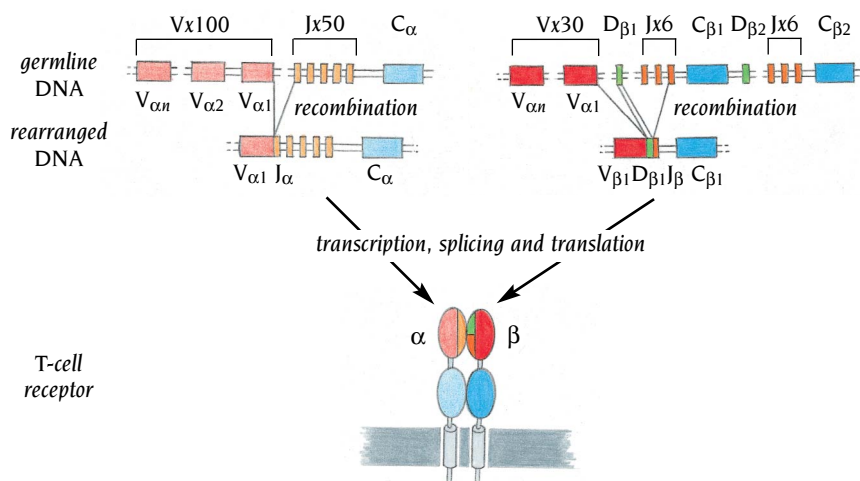 Vx100 Jx50 Cα Vx30 Dβ1 Jx6 Cβ1 Dβ2 Jx6 Cβ2
germline
DNA
Vαn Vα2 Vα1 recombination Vαn Vα1 recombination
rearranged
DNA
Vα1 Jα Cα Vβ1 Dβ1 Jβ Cβ1
transcription, splicing and translation
α β
T-cell
receptor